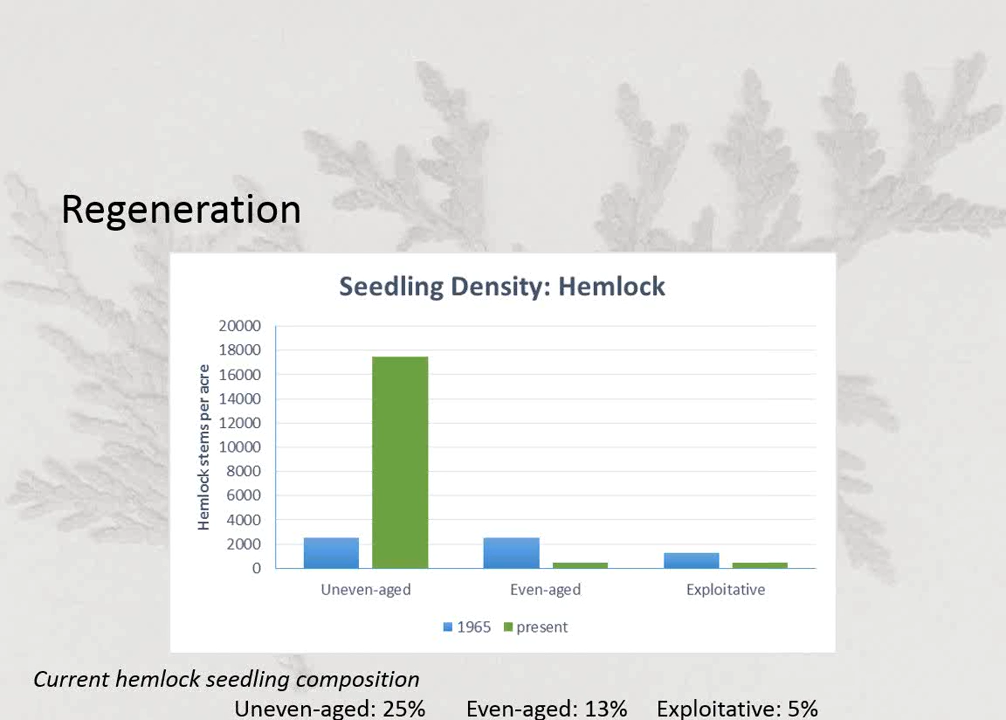 Regeneration
Seedling Density: Hemlock
Hemlock stems per acre
20000
18000
16000
14000
12000
10000
8000
6000
4000
2000
0
Uneven-aged Even-aged Exploitative
1965 present
Current hemlock seedling composition
Uneven-aged: 25% Even-aged: 13% Exploitative: 5%